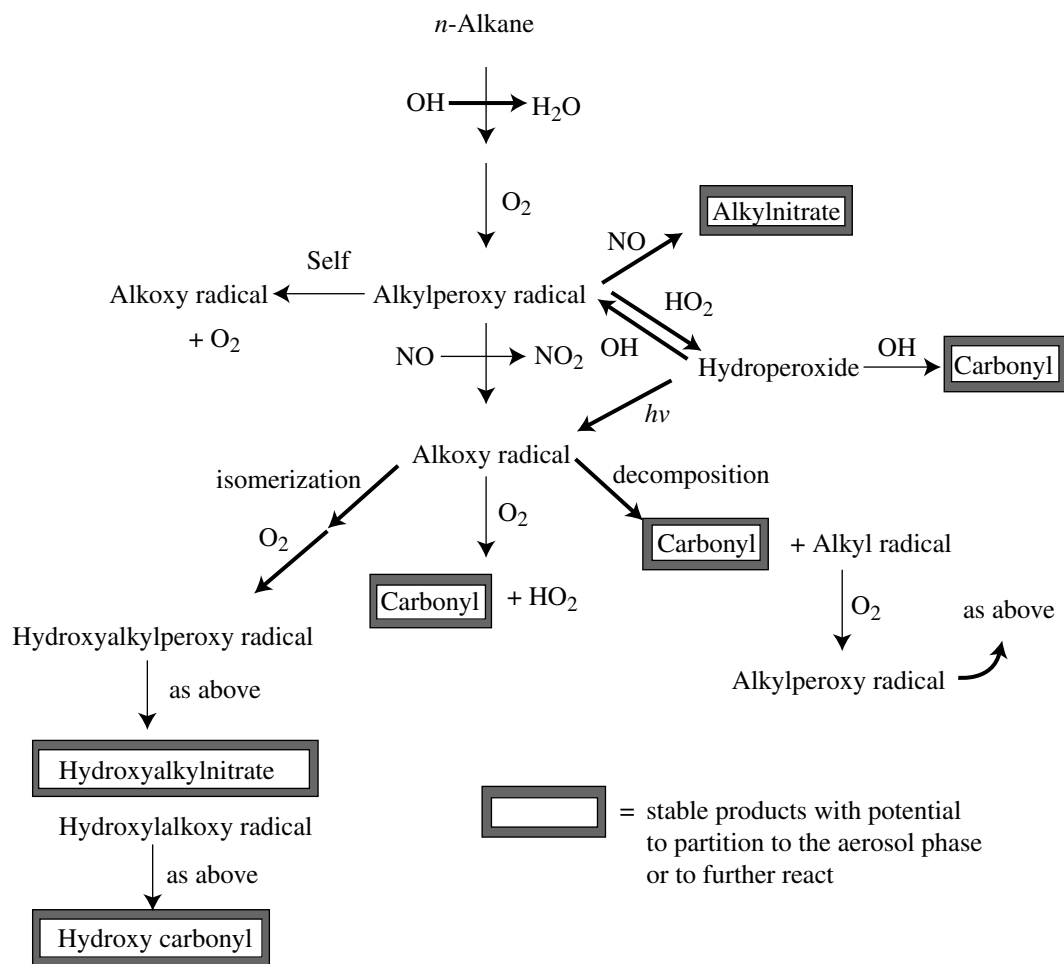 n-Alkane
OH
H2O
O2
Alkylnitrate
NO
Self
Alkoxy radical
Alkylperoxy radical
HO2
+ O2
NO
NO2
OH
Hydroperoxide
OH
Carbonyl
hν
Alkoxy radical
isomerization
decomposition
O2
O2
Carbonyl
+ Alkyl radical
Carbonyl
+ HO2
O2
as above
Hydroxyalkylperoxy radical
Alkylperoxy radical
as above
Hydroxyalkylnitrate
Hydroxylalkoxy radical
as above
Hydroxy carbonyl
= stable products with potential
to partition to the aerosol phase
or to further react